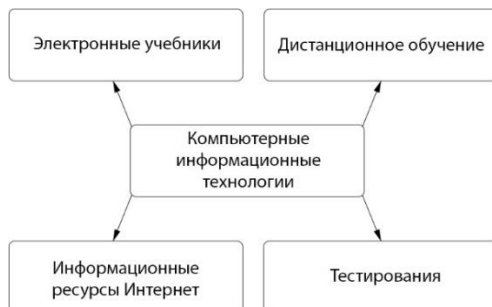 Электронные учебники
Дистанционное обучение
Компьютерные
информационные
технологии
Информационные
ресурсы Интернет
Тестирования